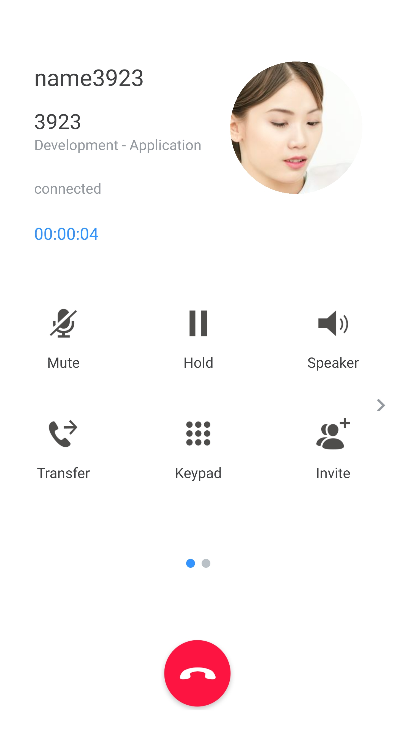 name3923
3923
Development - Application
connected
00:00:04
Mute
Hold
Speaker
Transfer
Keypad
Invite